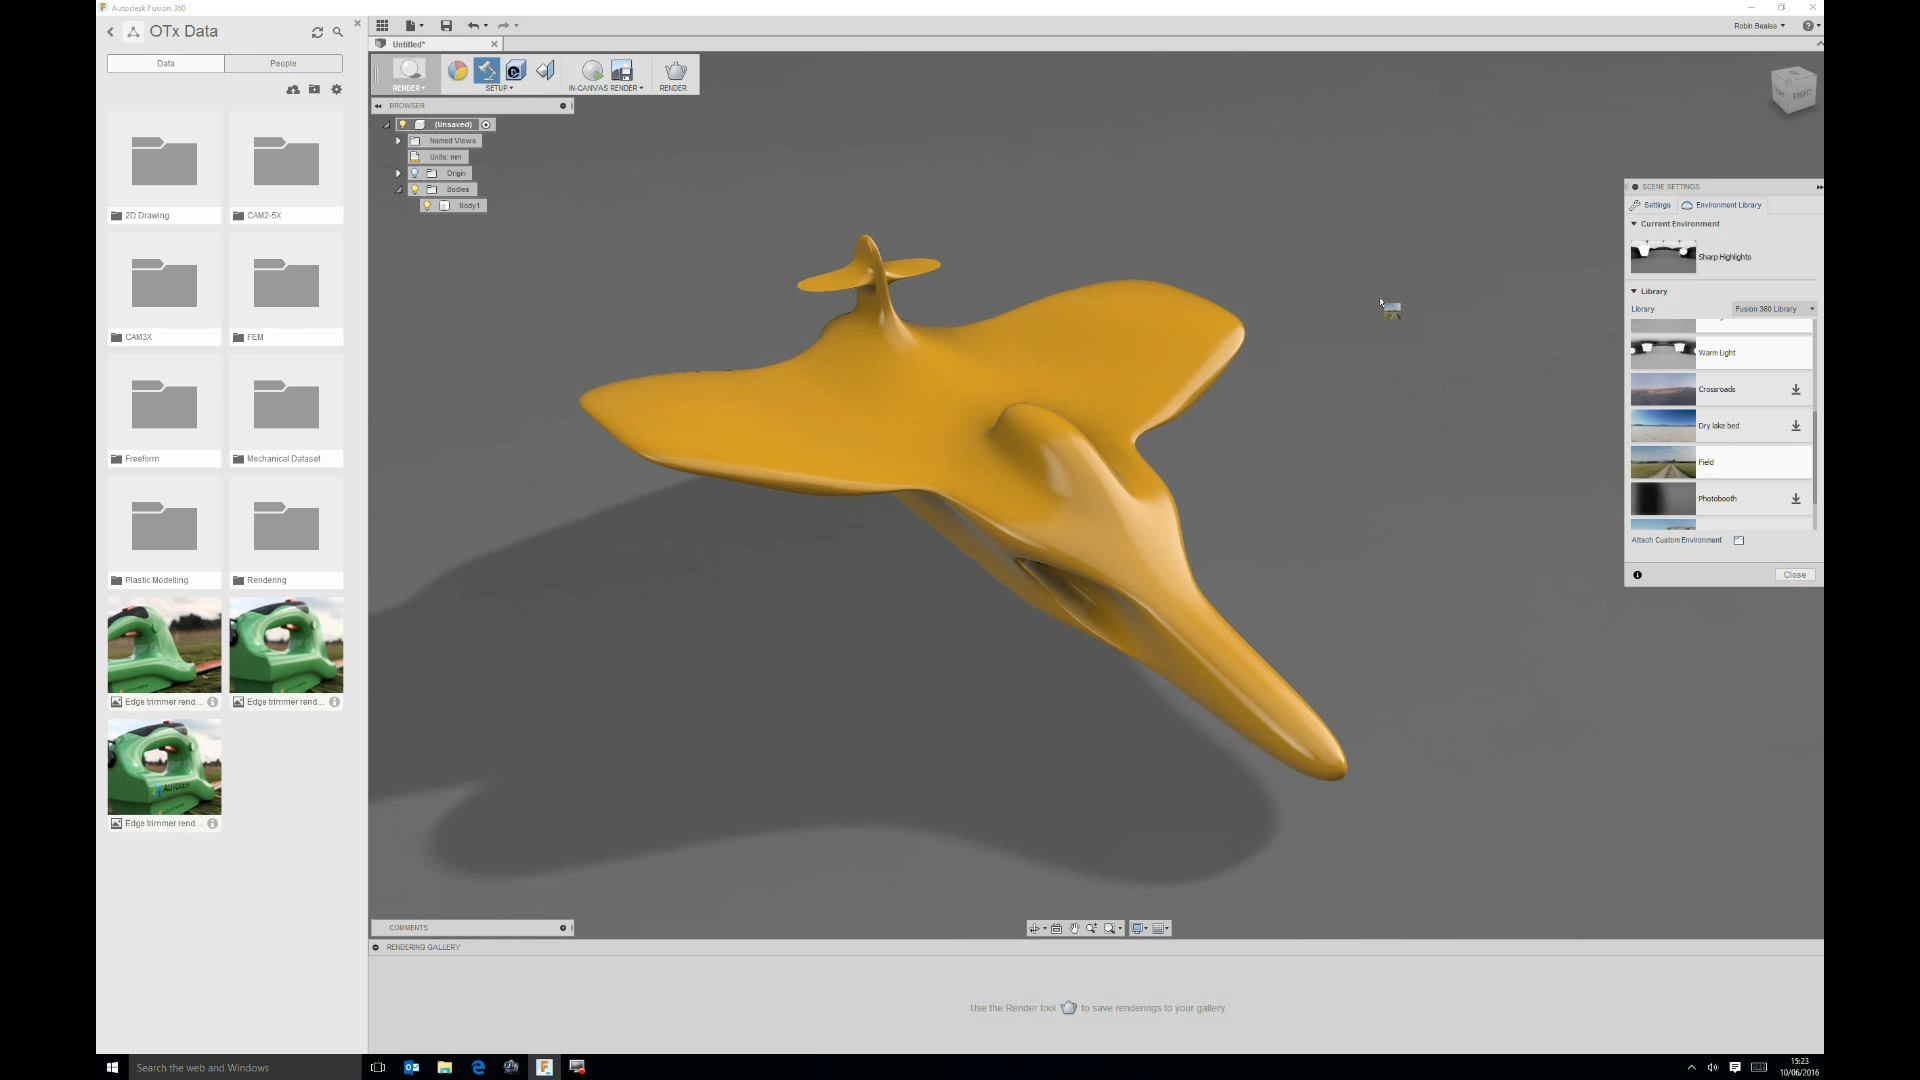 Autodesk Fusion 360
OTx Data
Data
People
2D Drawing
CAM2-5X
CAM3X
FEM
Freeform
Mechanical Dataset
Plastic Modelling
Rendering
Edge trimmer rend...
Edge trimmer rend...
AUTODESK
Edge trimmer rend...
Robin Beales
Untitled*
RENDER
SETUP
IN-CANVAS RENDER
RENDER
BROWSER
(Unsaved)
Named Views
Units: mm
Origin
Bodies
Body1
RIGHT
SCENE SETTINGS
Settings
Environment Library
Current Environment
Sharp Highlights
Library
Library
Fusion 360 Library
Warm Light
Crossroads
Dry lake bed
Field
Photobooth
Attach Custom Environment
Close
COMMENTS
RENDERING GALLERY
Use the Render tool to save renderings to your gallery.
Search the web and Windows
15:23
10/06/2016